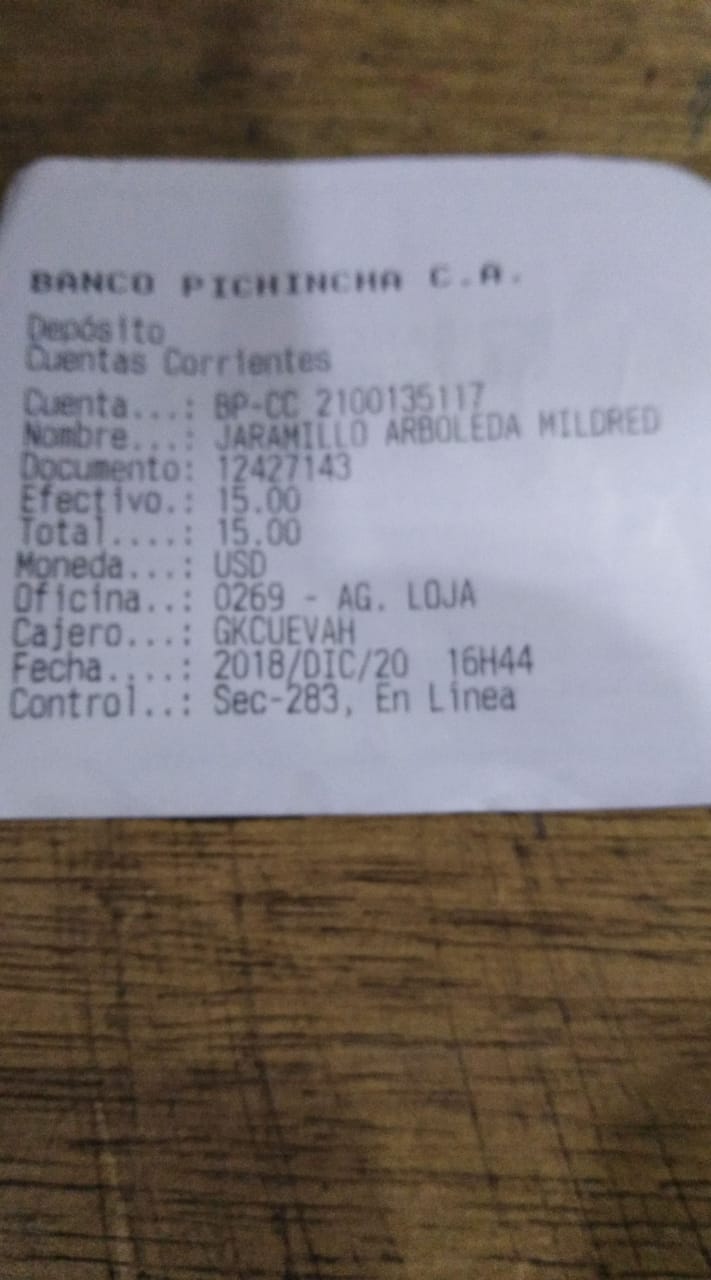 BANCO PICHINCHA C.A.
Depósito
Cuentas Corrientes
Cuenta...: BP-CC 2100135117
Nombre...: JARAMILLO ARBOLEDA MILDRED
Documento: 12427143
Efectivo.: 15.00
Total....: 15.00
Moneda...: USD
Oficina..: 0269 - AG. LOJA
Cajero...: GKCUEVAH
Fecha....: 2018/DIC/20 16H44
Control..: Sec-283, En Línea